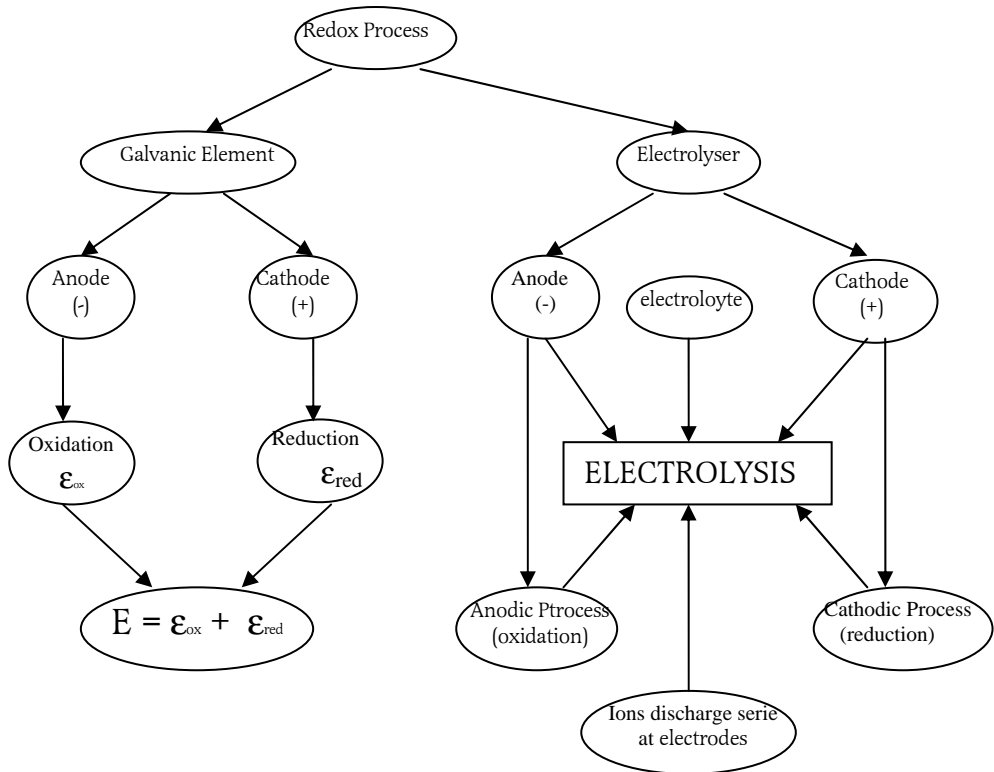 Redox Process
Galvanic Element
Electrolyser
Anode
(-)
Cathode
(+)
Anode
(-)
electroloyte
Cathode
(+)
Oxidation
εox
Reduction
εred
ELECTROLYSIS
E = εox + εred
Anodic Ptrocess
(oxidation)
Cathodic Process
(reduction)
Ions discharge serie
at electrodes